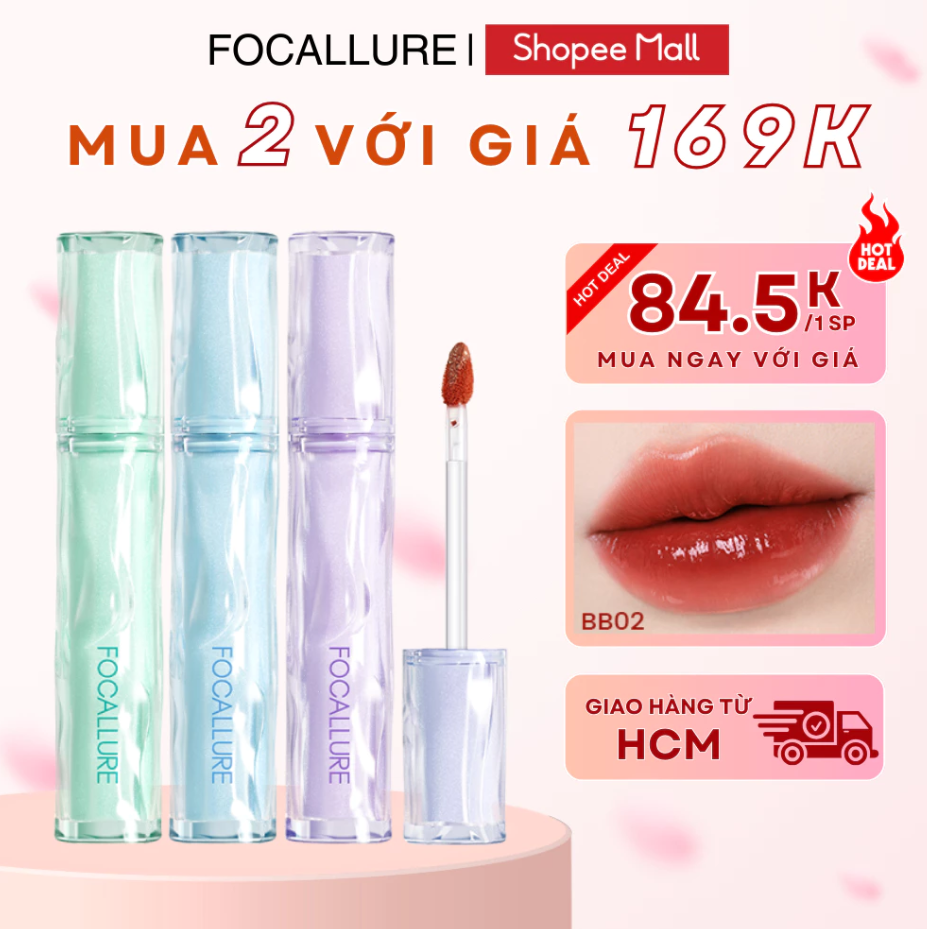 FOCALLURE | Shopee Mall
MUA 2 VỚI GIÁ 169K
HOT DEAL
HOT DEAL
84.5K /1 SP
MUA NGAY VỚI GIÁ
BB02
GIAO HÀNG TỪ
HCM
FOCALLURE
FOCALLURE
FOCALLURE